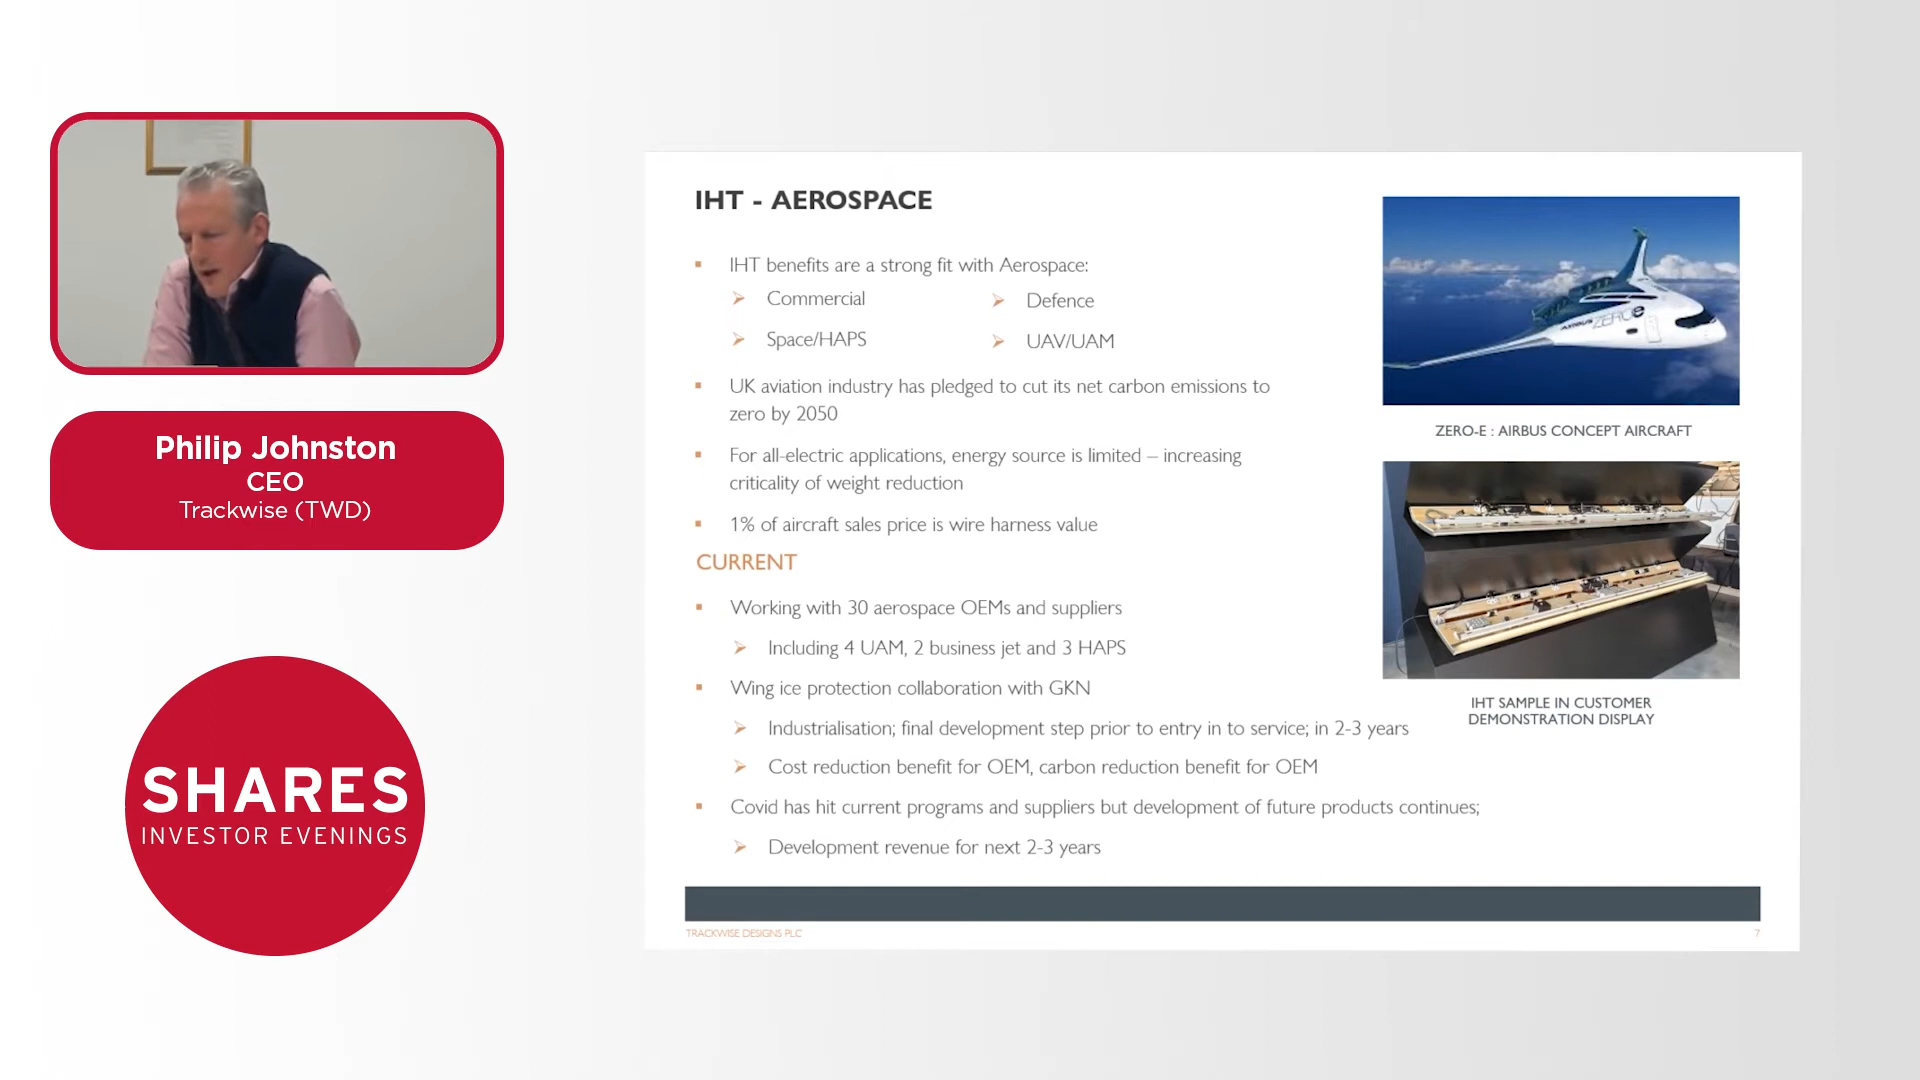 Philip Johnston
CEO
Trackwise (TWD)
SHARES
INVESTOR EVENINGS
IHT - AEROSPACE
IHT benefits are a strong fit with Aerospace:
Commercial
Defence
Space/HAPS
UAV/UAM
UK aviation industry has pledged to cut its net carbon emissions to
zero by 2050
For all-electric applications, energy source is limited – increasing
criticality of weight reduction
1% of aircraft sales price is wire harness value
CURRENT
Working with 30 aerospace OEMs and suppliers
Including 4 UAM, 2 business jet and 3 HAPS
Wing ice protection collaboration with GKN
Industrialisation; final development step prior to entry in to service; in 2-3 years
Cost reduction benefit for OEM, carbon reduction benefit for OEM
Covid has hit current programs and suppliers but development of future products continues;
Development revenue for next 2-3 years
AIRBUS ZEROe
ZERO-E : AIRBUS CONCEPT AIRCRAFT
IHT SAMPLE IN CUSTOMER
DEMONSTRATION DISPLAY
TRACKWISE DESIGNS PLC
7